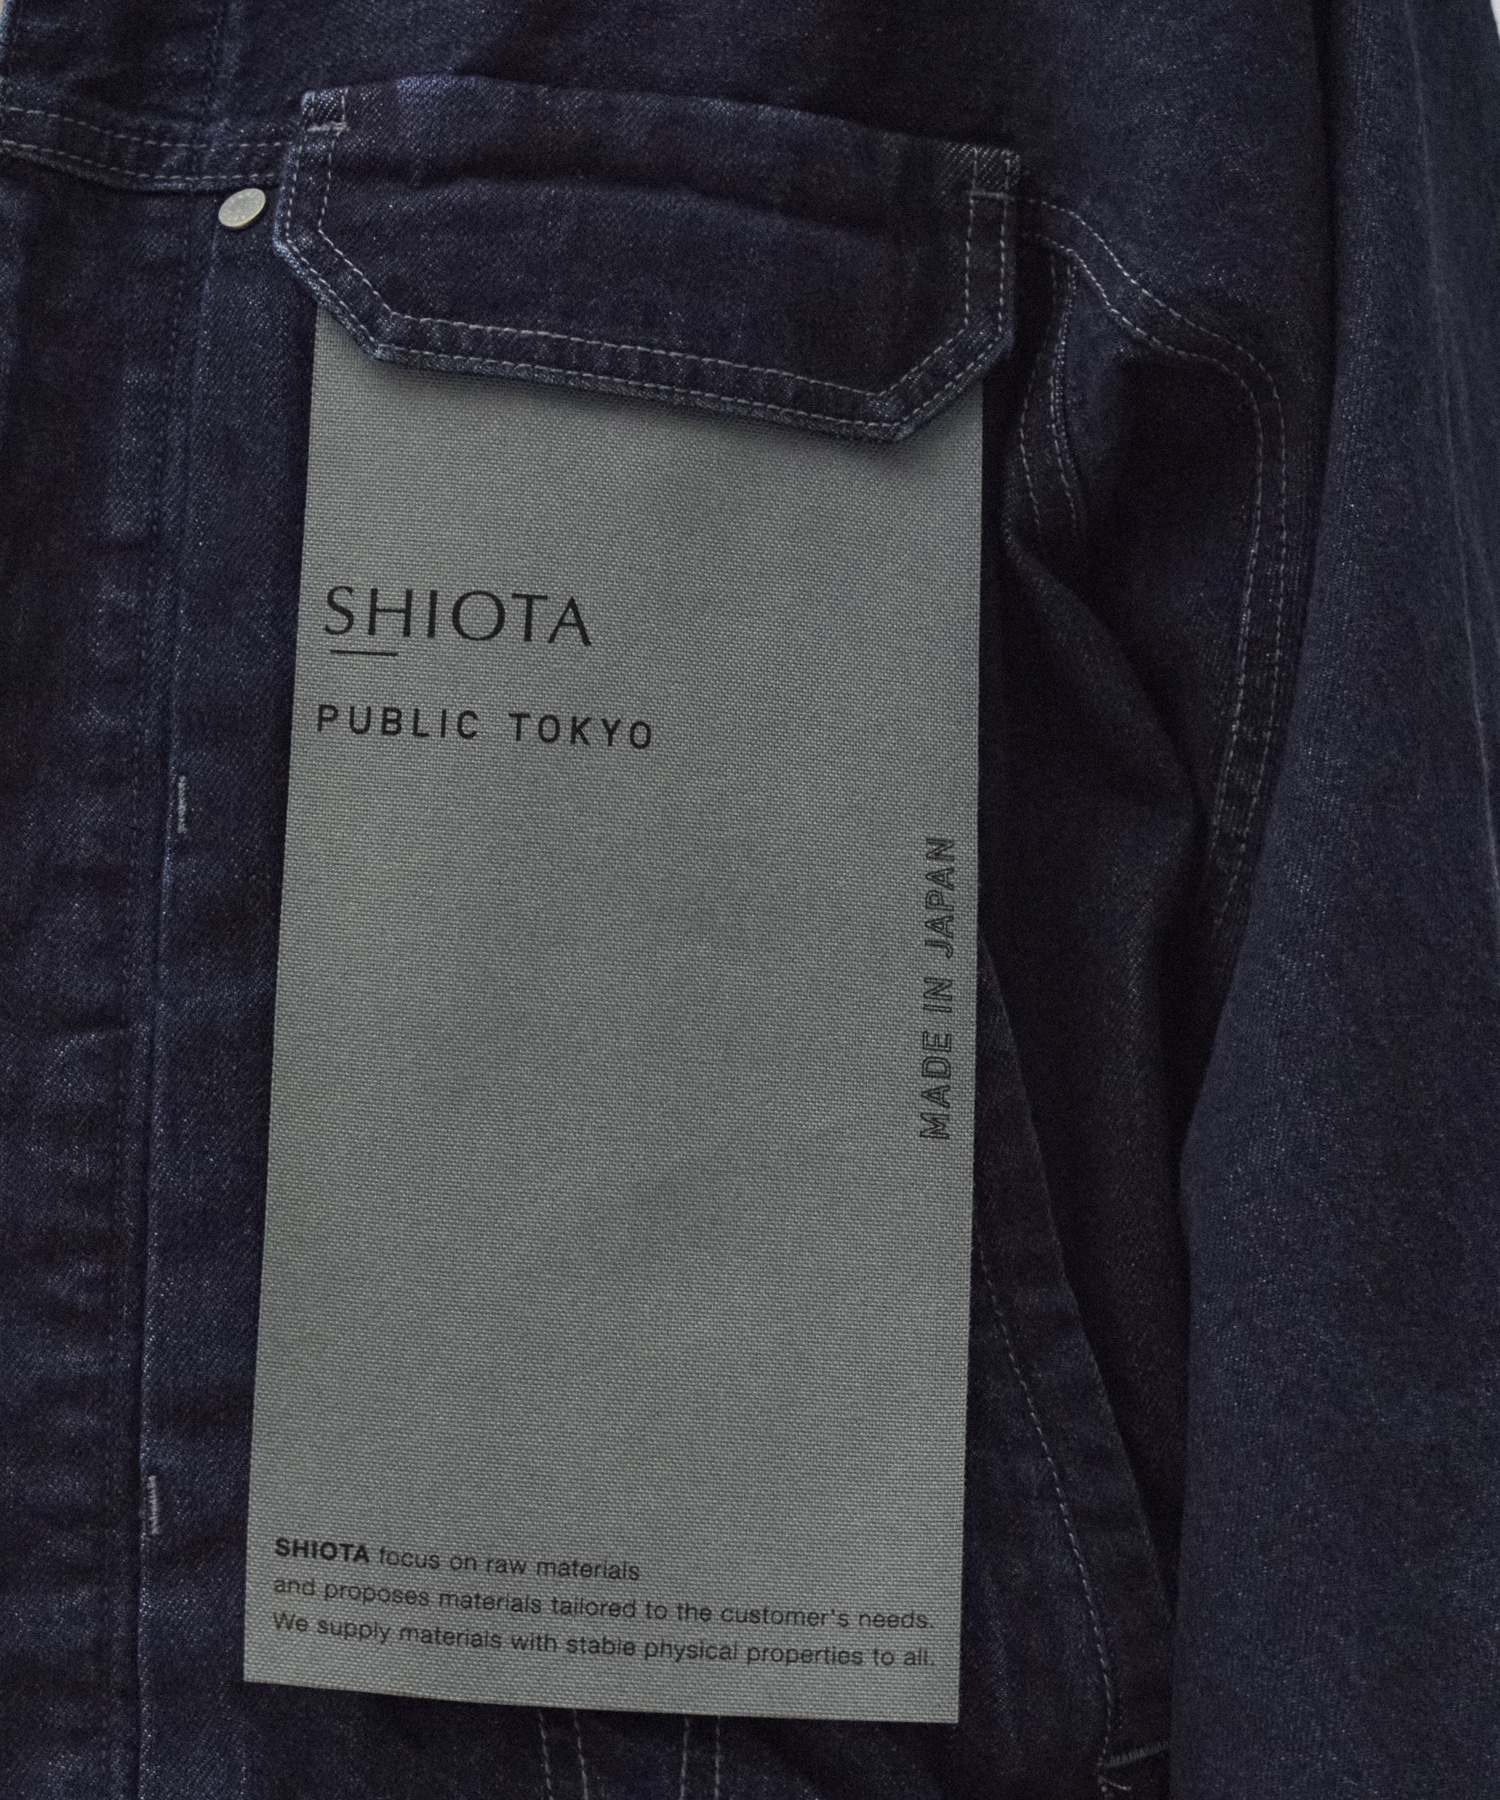 SHIOTA
PUBLIC TOKYO
MADE IN JAPAN
SHIOTA focus on raw materials
and proposes materials tailored to the customer's needs.
We supply materials with stable physical properties to all.